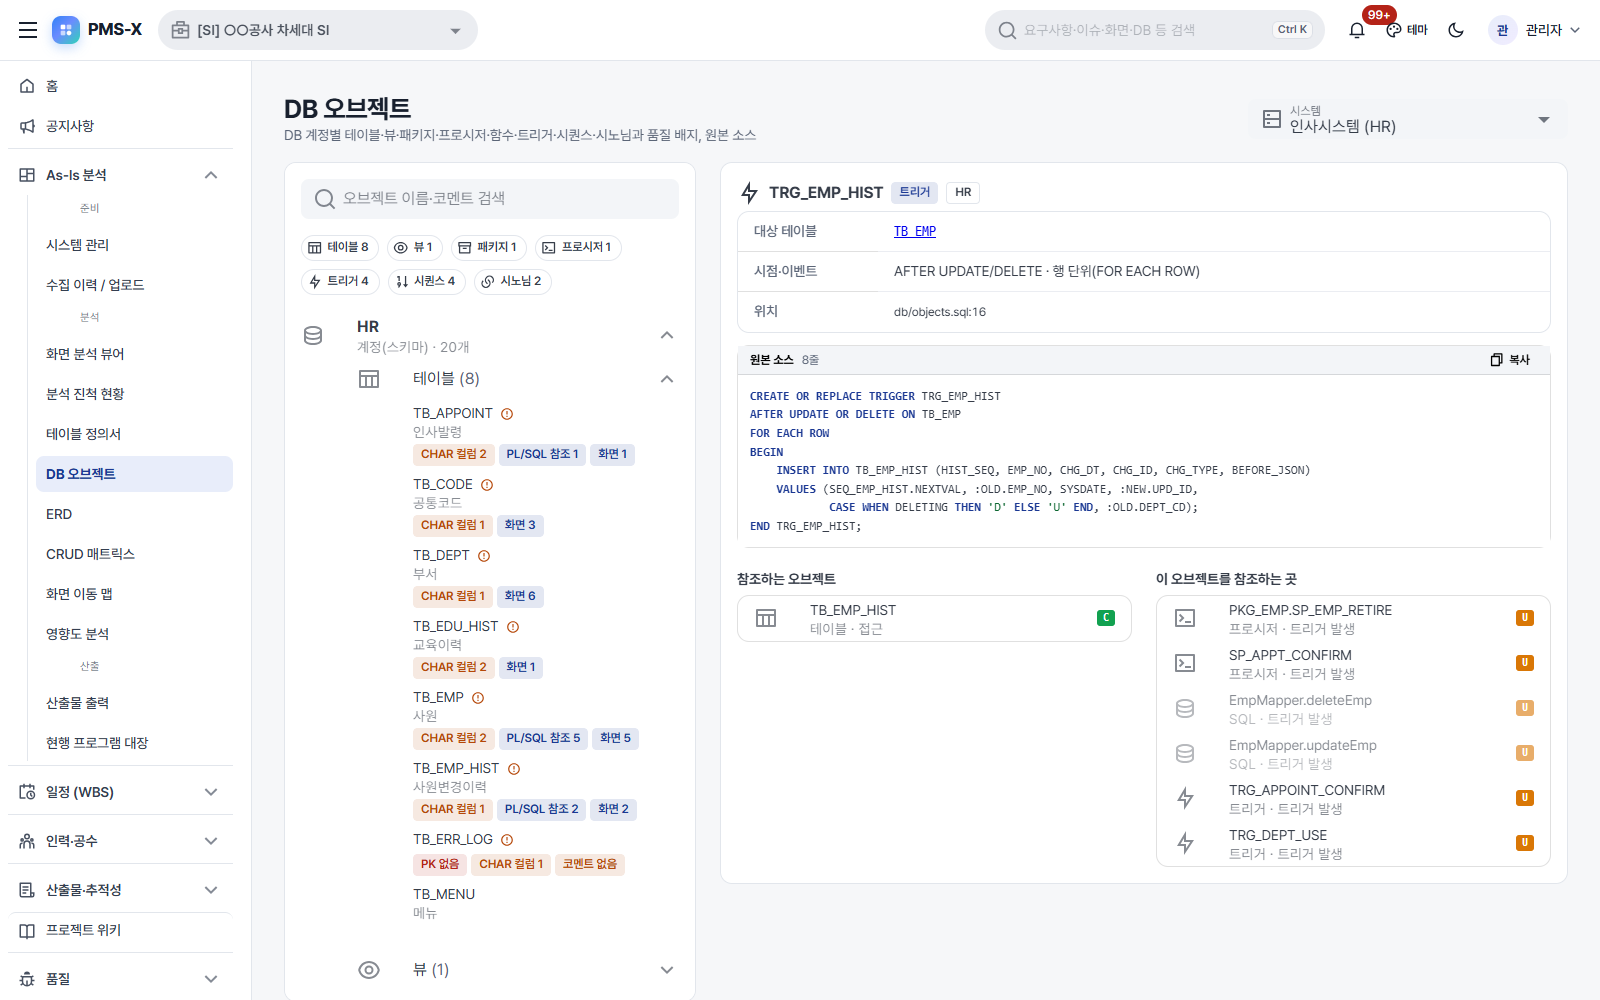 PMS-X
[SI] 〇〇공사 차세대 SI
요구사항·이슈·화면·DB 등 검색
Ctrl K
99+
테마
관
관리자
홈
공지사항
As-Is 분석
준비
시스템 관리
수집 이력 / 업로드
분석
화면 분석 뷰어
분석 진척 현황
테이블 정의서
DB 오브젝트
ERD
CRUD 매트릭스
화면 이동 맵
영향도 분석
산출
산출물 출력
현행 프로그램 대장
일정 (WBS)
인력·공수
산출물·추적성
프로젝트 위키
품질
DB 오브젝트
DB 계정별 테이블·뷰·패키지·프로시저·함수·트리거·시퀀스·시노님과 품질 배지, 원본 소스
시스템
인사시스템 (HR)
오브젝트 이름·코멘트 검색
테이블 8
뷰 1
패키지 1
프로시저 1
트리거 4
시퀀스 4
시노님 2
HR
계정(스키마) · 20개
테이블 (8)
TB_APPOINT
인사발령
CHAR 컬럼 2
PL/SQL 참조 1
화면 1
TB_CODE
공통코드
CHAR 컬럼 1
화면 3
TB_DEPT
부서
CHAR 컬럼 1
화면 6
TB_EDU_HIST
교육이력
CHAR 컬럼 2
화면 1
TB_EMP
사원
CHAR 컬럼 2
PL/SQL 참조 5
화면 5
TB_EMP_HIST
사원변경이력
CHAR 컬럼 1
PL/SQL 참조 2
화면 2
TB_ERR_LOG
PK 없음
CHAR 컬럼 1
코멘트 없음
TB_MENU
메뉴
뷰 (1)
TRG_EMP_HIST
트리거
HR
대상 테이블
TB_EMP
시점·이벤트
AFTER UPDATE/DELETE · 행 단위(FOR EACH ROW)
위치
db/objects.sql:16
원본 소스
8줄
복사
CREATE OR REPLACE TRIGGER TRG_EMP_HIST
AFTER UPDATE OR DELETE ON TB_EMP
FOR EACH ROW
BEGIN
    INSERT INTO TB_EMP_HIST (HIST_SEQ, EMP_NO, CHG_DT, CHG_ID, CHG_TYPE, BEFORE_JSON)
    VALUES (SEQ_EMP_HIST.NEXTVAL, :OLD.EMP_NO, SYSDATE, :NEW.UPD_ID,
            CASE WHEN DELETING THEN 'D' ELSE 'U' END, :OLD.DEPT_CD);
END TRG_EMP_HIST;
참조하는 오브젝트
TB_EMP_HIST
테이블 · 접근
C
이 오브젝트를 참조하는 곳
PKG_EMP.SP_EMP_RETIRE
프로시저 · 트리거 발생
U
SP_APPT_CONFIRM
프로시저 · 트리거 발생
U
EmpMapper.deleteEmp
SQL · 트리거 발생
U
EmpMapper.updateEmp
SQL · 트리거 발생
U
TRG_APPOINT_CONFIRM
트리거 · 트리거 발생
U
TRG_DEPT_USE
트리거 · 트리거 발생
U